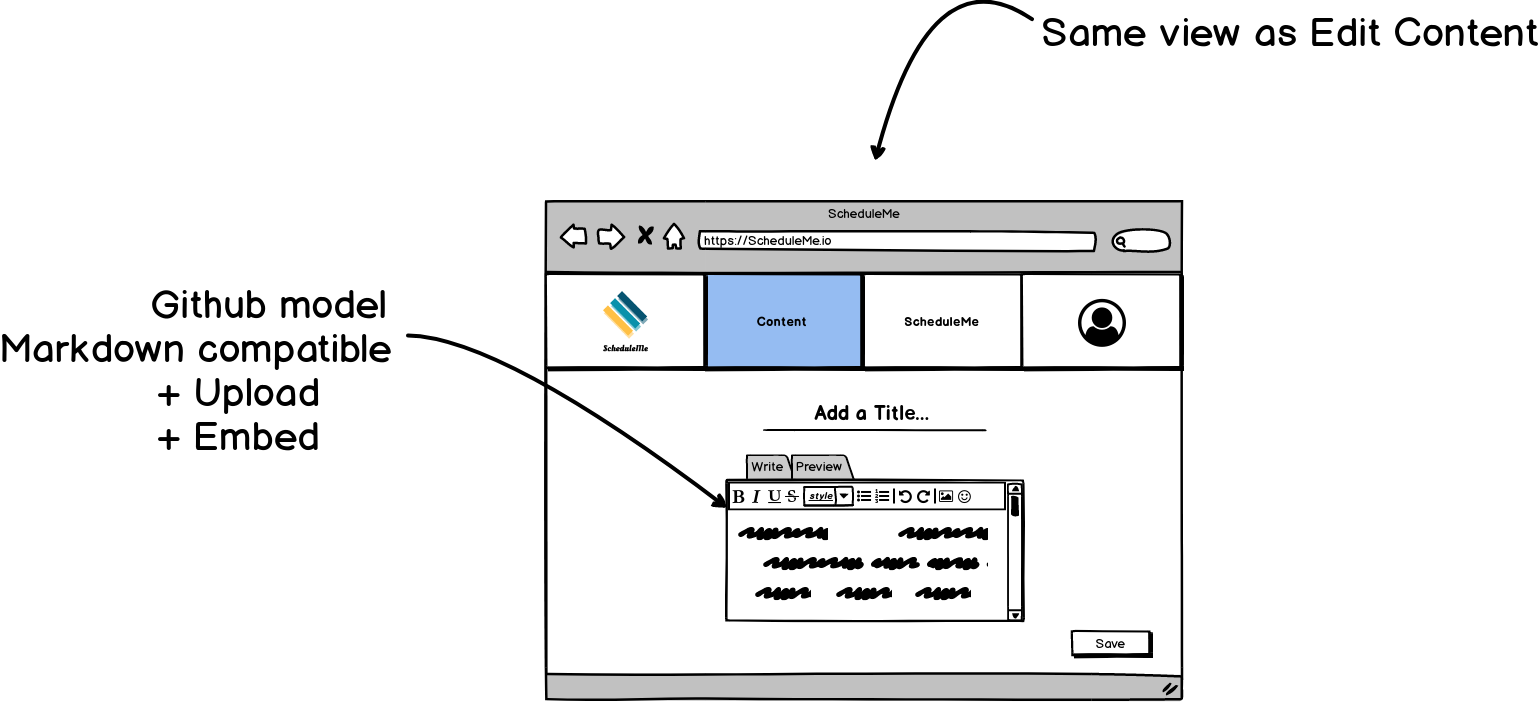 Same view as Edit Content
ScheduleMe
https://ScheduleMe.io
Github model
Markdown compatible
+ Upload
+ Embed
ScheduleMe
Content
ScheduleMe
Add a Title...
Write Preview
B I U S style
Save